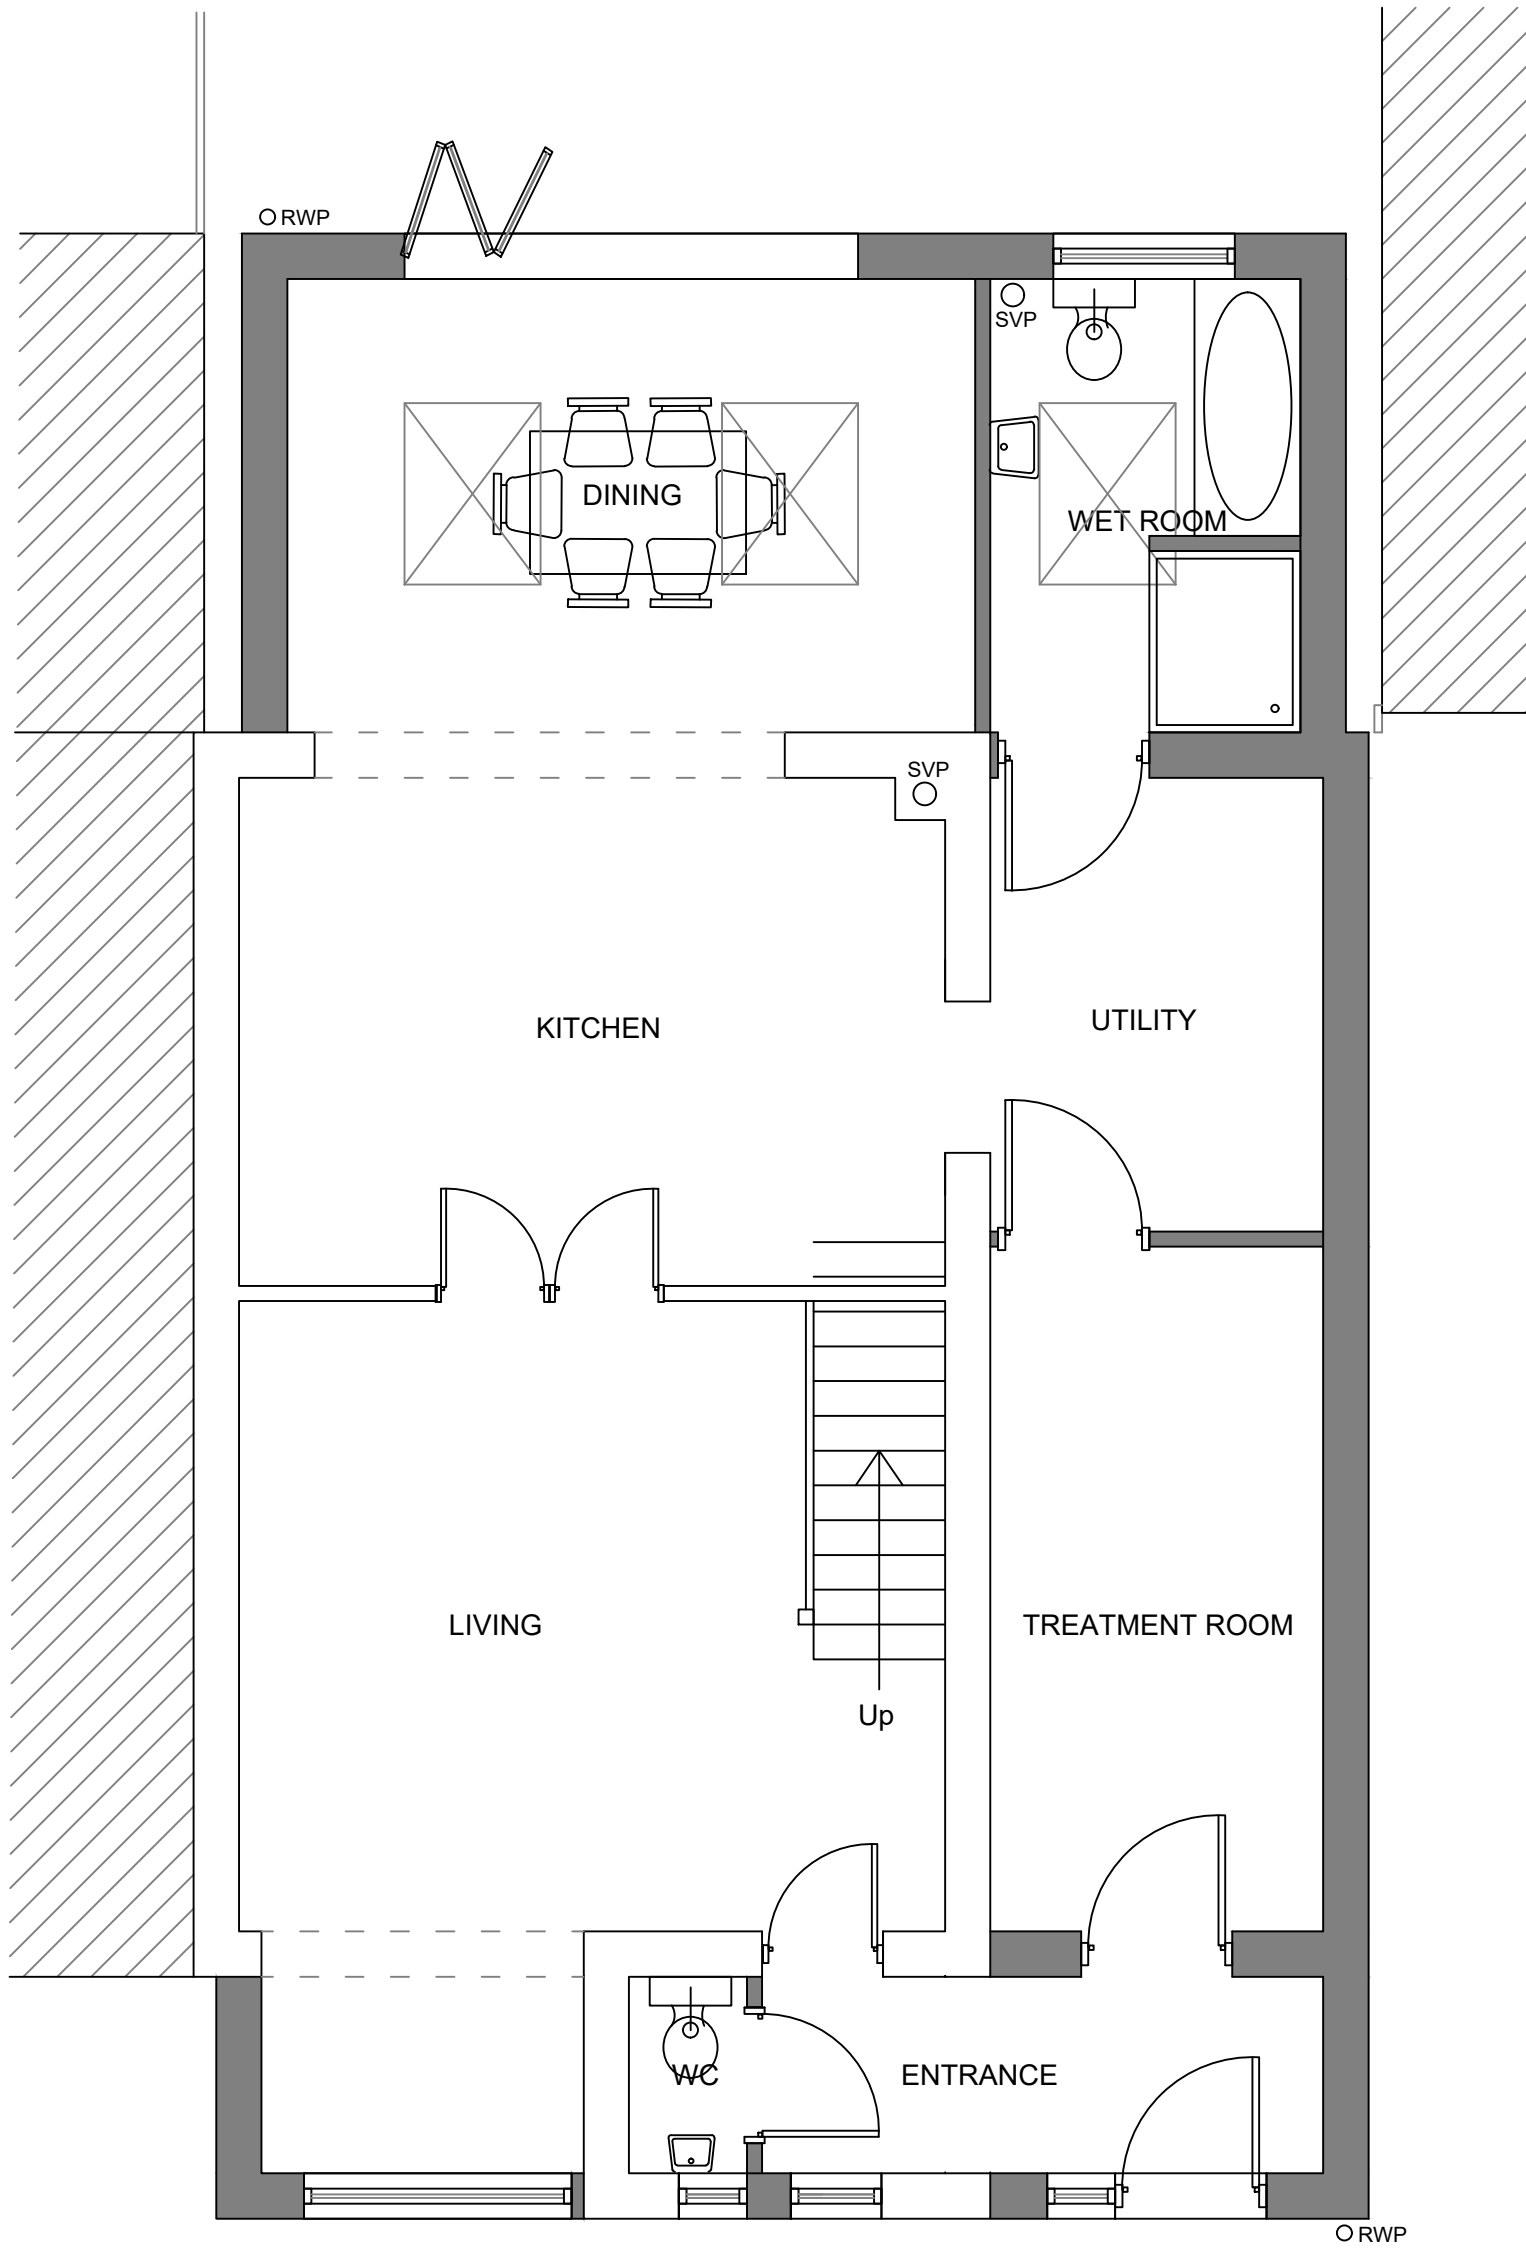 RWP
SVP
DINING
WET ROOM
SVP
KITCHEN
UTILITY
LIVING
TREATMENT ROOM
Up
WC
ENTRANCE
RWP